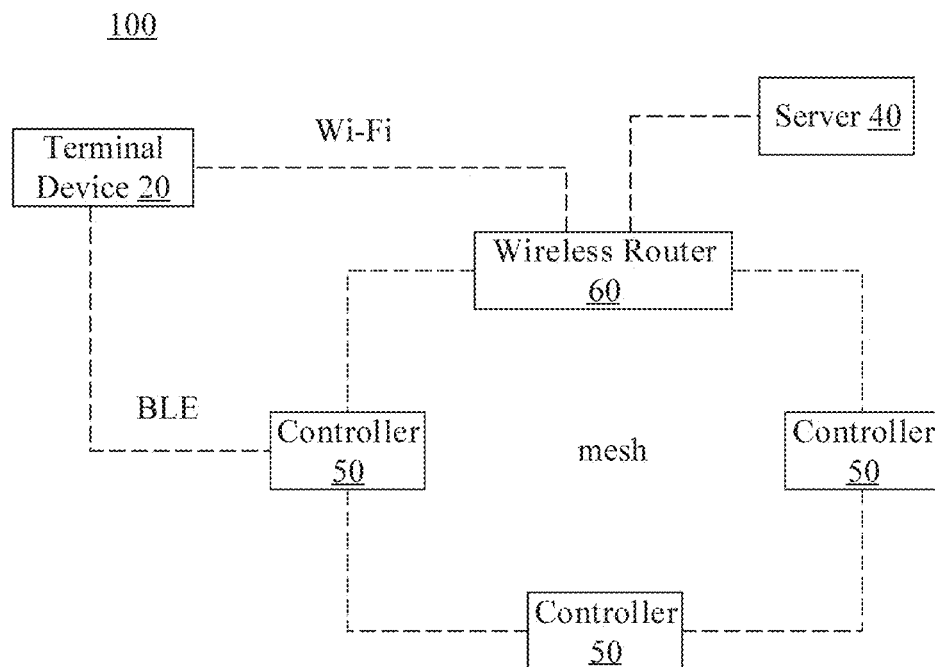 100
Wi-Fi
Server 40
Terminal
Device 20
Wireless Router
60
BLE
Controller
50
mesh
Controller
50
Controller
50